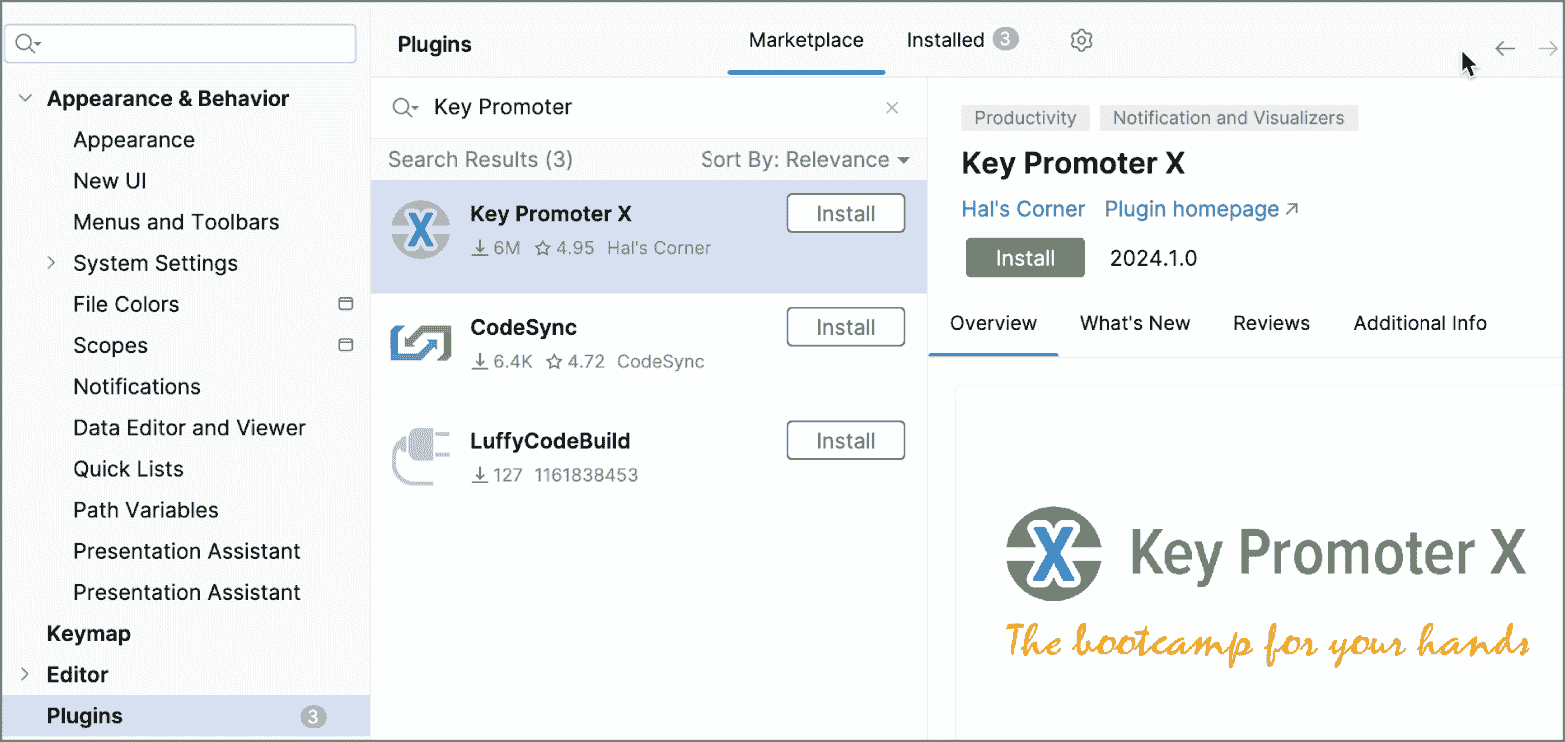 Appearance & Behavior
Appearance
New UI
Menus and Toolbars
System Settings
File Colors
Scopes
Notifications
Data Editor and Viewer
Quick Lists
Path Variables
Presentation Assistant
Presentation Assistant
Keymap
Editor
Plugins 3
Plugins Marketplace Installed 3
Key Promoter
Search Results (3) Sort By: Relevance
Key Promoter X Install
6M 4.95 Hal's Corner
CodeSync Install
6.4K 4.72 CodeSync
LuffyCodeBuild Install
127 1161838453
Productivity Notification and Visualizers
Key Promoter X
Hal's Corner Plugin homepage
Install 2024.1.0
Overview What's New Reviews Additional Info
X Key Promoter X
The bootcamp for your hands